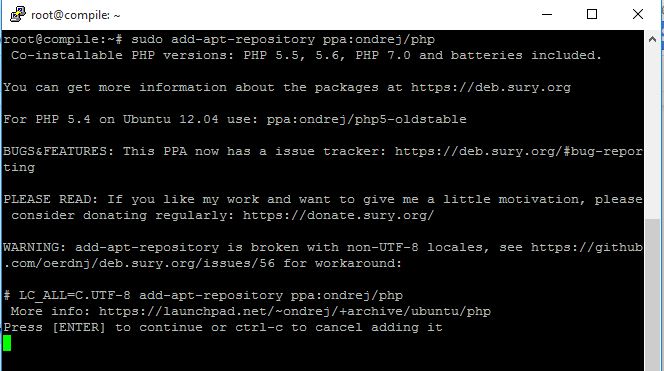 root@compile: ~
root@compile:~# sudo add-apt-repository ppa:ondrej/php
Co-installable PHP versions: PHP 5.5, 5.6, PHP 7.0 and batteries included.
You can get more information about the packages at https://deb.sury.org
For PHP 5.4 on Ubuntu 12.04 use: ppa:ondrej/php5-oldstable
BUGS&FEATURES: This PPA now has a issue tracker: https://deb.sury.org/#bug-repor
ting
PLEASE READ: If you like my work and want to give me a little motivation, please
consider donating regularly: https://donate.sury.org/
WARNING: add-apt-repository is broken with non-UTF-8 locales, see https://github
.com/oerdnj/deb.sury.org/issues/56 for workaround:
# LC_ALL=C.UTF-8 add-apt-repository ppa:ondrej/php
More info: https://launchpad.net/~ondrej/+archive/ubuntu/php
Press [ENTER] to continue or ctrl-c to cancel adding it